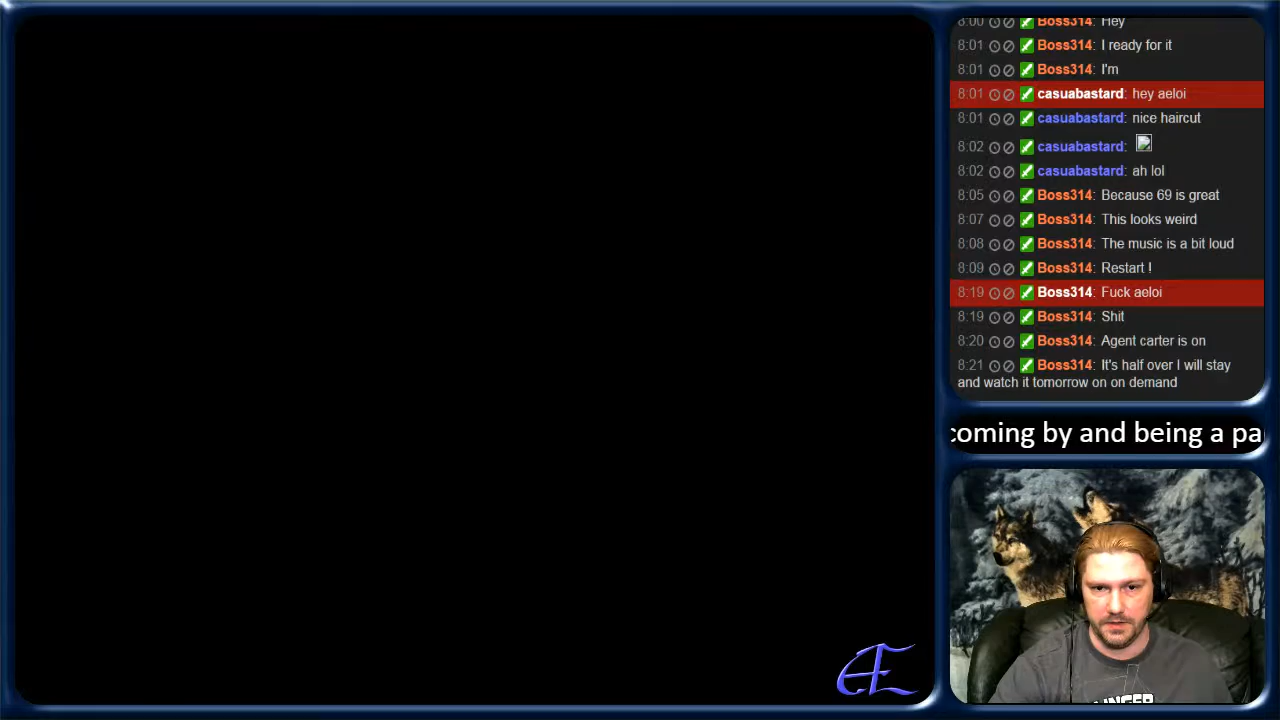 8:00 Boss314: Hey
8:01 Boss314: I ready for it
8:01 Boss314: I'm
8:01 casuabastard: hey aeloi
8:01 casuabastard: nice haircut
8:02 casuabastard:
8:02 casuabastard: ah lol
8:05 Boss314: Because 69 is great
8:07 Boss314: This looks weird
8:08 Boss314: The music is a bit loud
8:09 Boss314: Restart !
8:19 Boss314: Fuck aeloi
8:19 Boss314: Shit
8:20 Boss314: Agent carter is on
8:21 Boss314: It's half over I will stay
and watch it tomorrow on on demand
coming by and being a pa